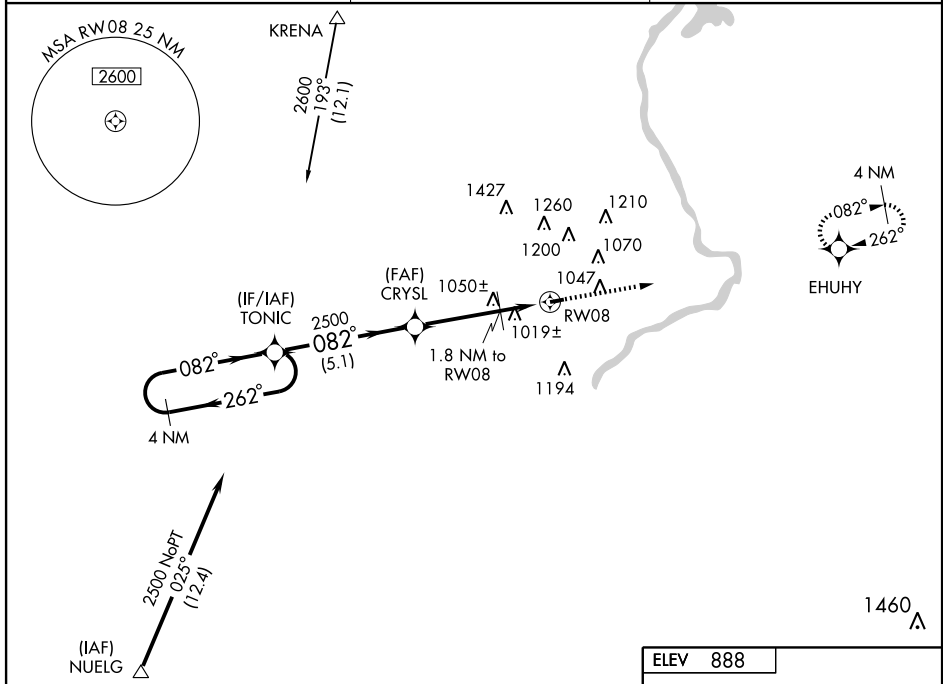 MSA RW08 25 NM
2600
KRENA
2600
193°
(12.1)
1427
1260
1210
1200
1070
4 NM
082°
262°
EHUHY
(FAF)
CRYSL
1050±
1047
RW08
(IF/IAF)
TONIC
2500
082°
(5.1)
1019±
1.8 NM to
RW08
1194
082°
262°
4 NM
2500 NoPT
025°
(12.4)
(IAF)
NUELG
1460
ELEV 888